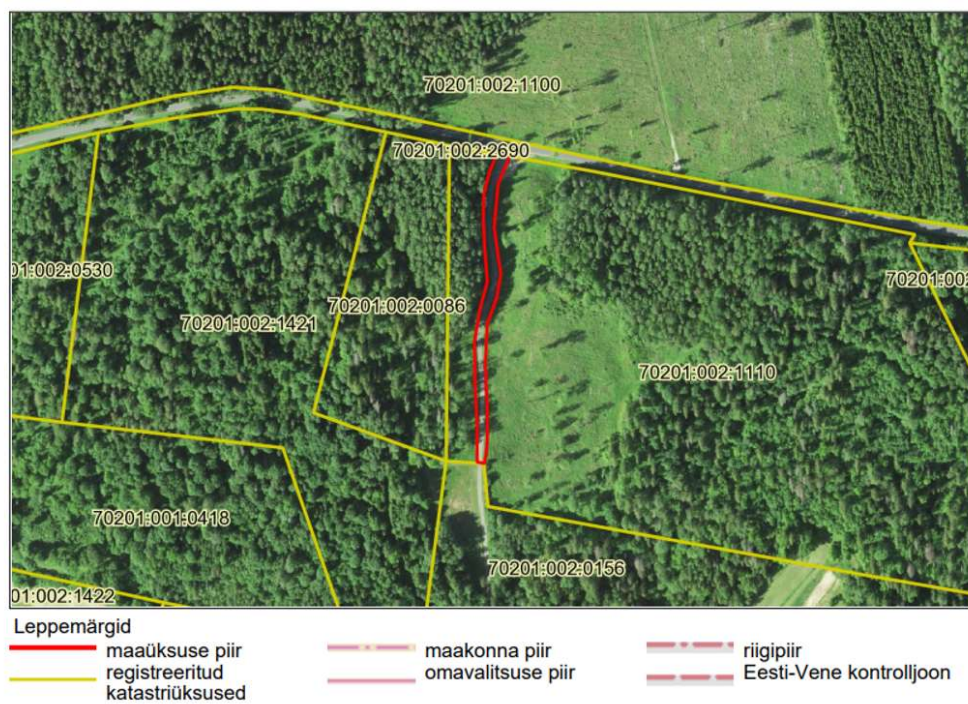 70201:002:1100
70201:002:2690
01:002:0530
70201:002:0086
70201:002:1421
70201:002
70201:002:1110
70201:001:0418
70201:002:0156
01:002:1422
Leppemärgid
maaüksuse piir
maakonna piir
riigipiir
registreeritud
katastriüksused
omavalitsuse piir
Eesti-Vene kontrolljoon